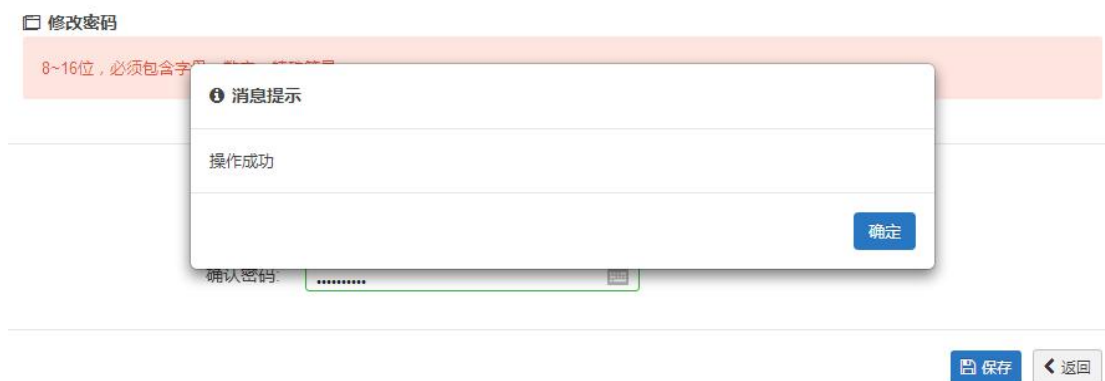 修改密码
8~16位，必须包含字
消息提示
操作成功
确定
确认密码:
保存
返回